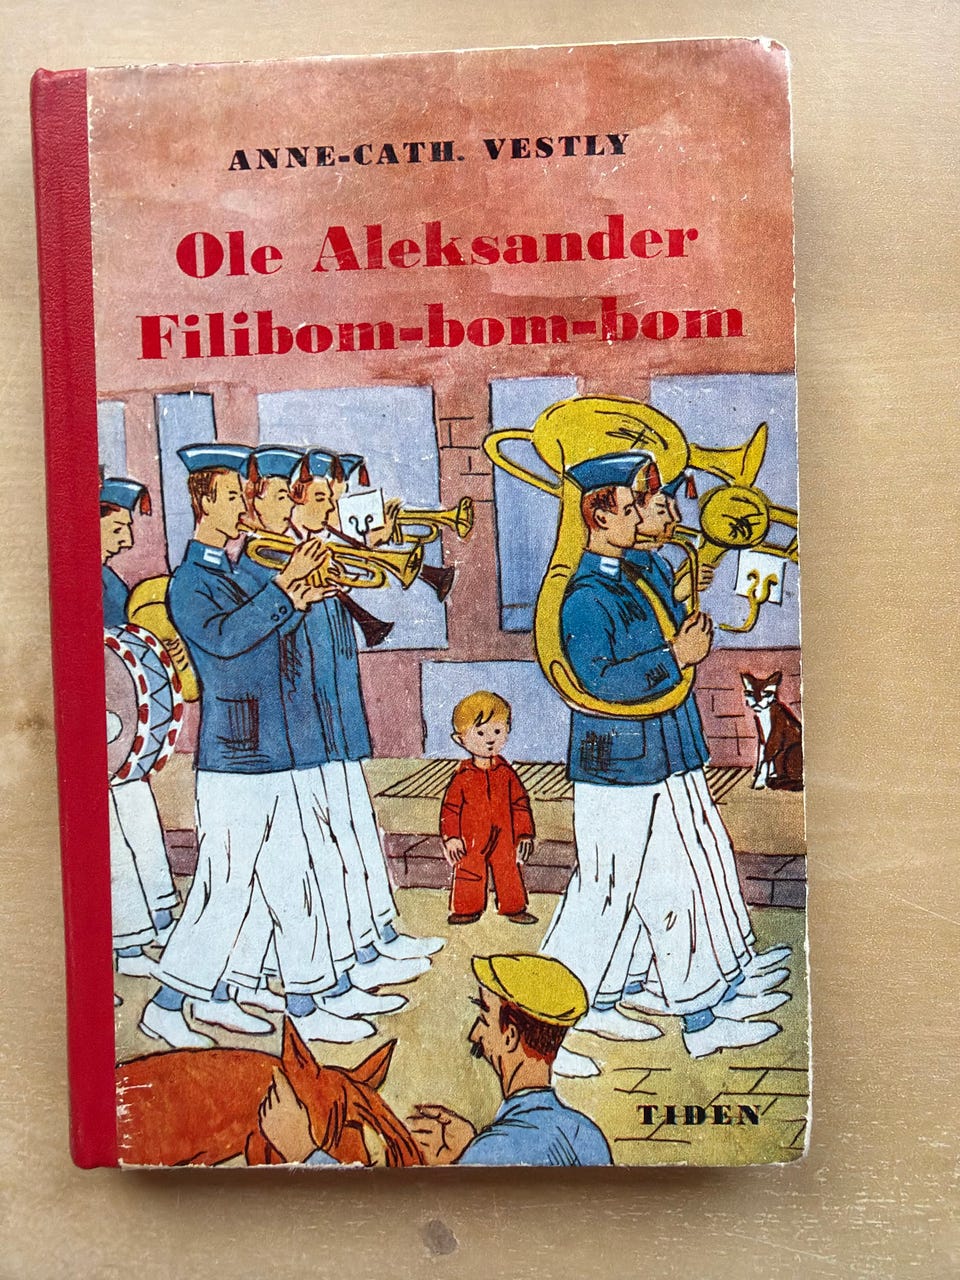 ANNE-CATH. VESTLY
Ole Aleksander
Filibom-bom-bom
TIDEN